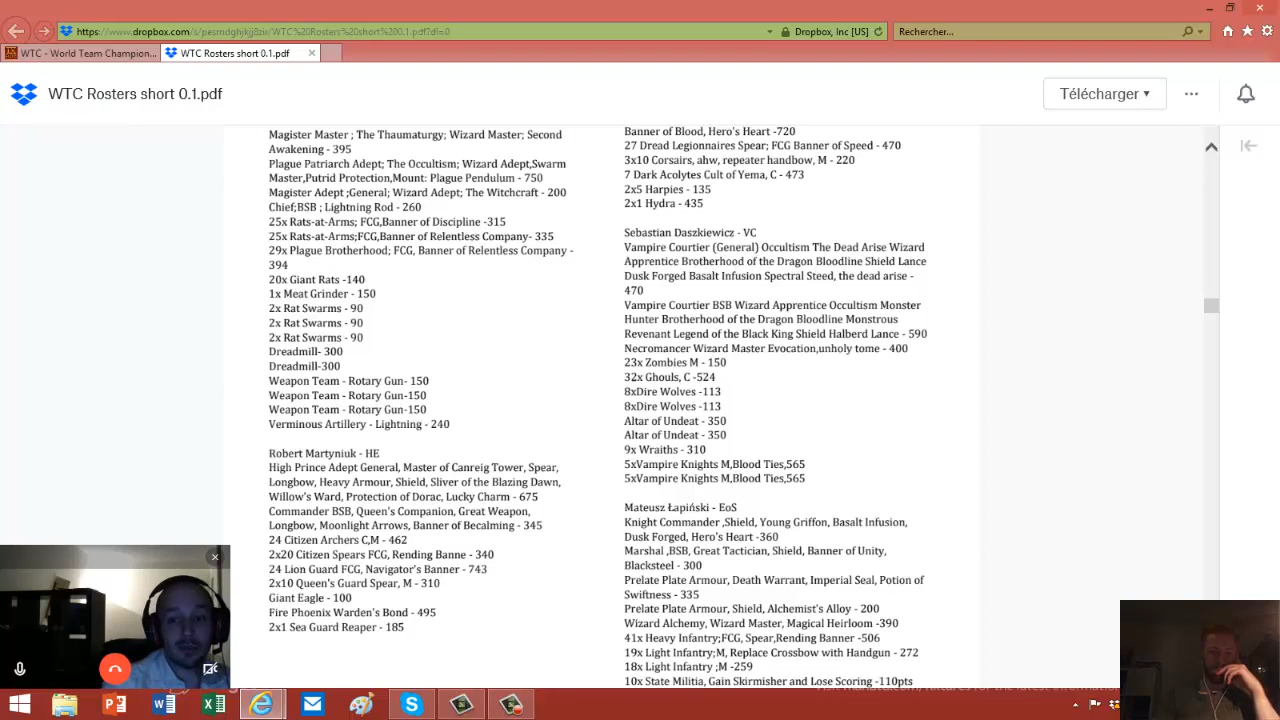 https://www.dropbox.com/s/pesmdghjkjj8zir/WTC%20Rosters%20short%200.1.pdf?dl=0
Dropbox, Inc [US]
Rechercher...
WTC - World Team Champion...
WTC Rosters short 0.1.pdf
WTC Rosters short 0.1.pdf
Télécharger
Magister Master ; The Thaumaturgy; Wizard Master; Second
Awakening - 395
Plague Patriarch Adept; The Occultism; Wizard Adept,Swarm
Master,Putrid Protection,Mount: Plague Pendulum - 750
Magister Adept ;General; Wizard Adept; The Witchcraft - 200
Chief;BSB ; Lightning Rod - 260
25x Rats-at-Arms; FCG,Banner of Discipline -315
25x Rats-at-Arms;FCG,Banner of Relentless Company- 335
29x Plague Brotherhood; FCG, Banner of Relentless Company -
394
20x Giant Rats -140
1x Meat Grinder - 150
2x Rat Swarms - 90
2x Rat Swarms - 90
2x Rat Swarms - 90
Dreadmill- 300
Dreadmill-300
Weapon Team - Rotary Gun- 150
Weapon Team - Rotary Gun-150
Weapon Team - Rotary Gun-150
Verminous Artillery - Lightning - 240
Robert Martyniuk - HE
High Prince Adept General, Master of Canreig Tower, Spear,
Longbow, Heavy Armour, Shield, Sliver of the Blazing Dawn,
Willow's Ward, Protection of Dorac, Lucky Charm - 675
Commander BSB, Queen's Companion, Great Weapon,
Longbow, Moonlight Arrows, Banner of Becalming - 345
24 Citizen Archers C,M - 462
2x20 Citizen Spears FCG, Rending Banne - 340
24 Lion Guard FCG, Navigator's Banner - 743
2x10 Queen's Guard Spear, M - 310
Giant Eagle - 100
Fire Phoenix Warden's Bond - 495
2x1 Sea Guard Reaper - 185
Banner of Blood, Hero's Heart -720
27 Dread Legionnaires Spear; FCG Banner of Speed - 470
3x10 Corsairs, ahw, repeater handbow, M - 220
7 Dark Acolytes Cult of Yema, C - 473
2x5 Harpies - 135
2x1 Hydra - 435
Sebastian Daszkiewicz - VC
Vampire Courtier (General) Occultism The Dead Arise Wizard
Apprentice Brotherhood of the Dragon Bloodline Shield Lance
Dusk Forged Basalt Infusion Spectral Steed, the dead arise -
470
Vampire Courtier BSB Wizard Apprentice Occultism Monster
Hunter Brotherhood of the Dragon Bloodline Monstrous
Revenant Legend of the Black King Shield Halberd Lance - 590
Necromancer Wizard Master Evocation,unholy tome - 400
23x Zombies M - 150
32x Ghouls, C -524
8xDire Wolves -113
8xDire Wolves -113
Altar of Undeat - 350
Altar of Undeat - 350
9x Wraiths - 310
5xVampire Knights M,Blood Ties,565
5xVampire Knights M,Blood Ties,565
Mateusz Łapiński - EoS
Knight Commander ,Shield, Young Griffon, Basalt Infusion,
Dusk Forged, Hero's Heart -360
Marshal ,BSB, Great Tactician, Shield, Banner of Unity,
Blacksteel - 300
Prelate Plate Armour, Death Warrant, Imperial Seal, Potion of
Swiftness - 335
Prelate Plate Armour, Shield, Alchemist's Alloy - 200
Wizard Alchemy, Wizard Master, Magical Heirloom -390
41x Heavy Infantry;FCG, Spear,Rending Banner -506
19x Light Infantry;M, Replace Crossbow with Handgun - 272
18x Light Infantry ;M -259
10x State Militia, Gain Skirmisher and Lose Scoring -110pts
for the latest information